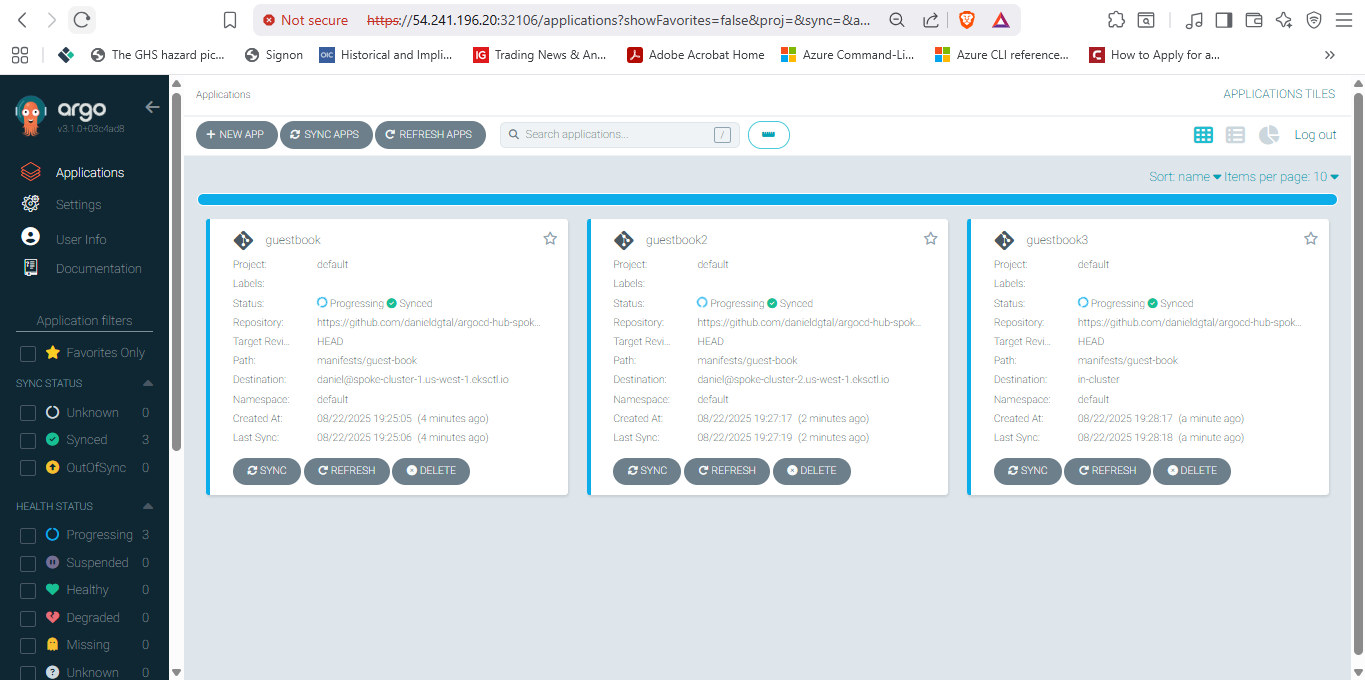 Not secure https://54.241.196.20:32106/applications?showFavorites=false&proj=&sync=&a...
The GHS hazard pic... Signon OIC Historical and Impli... IG Trading News & An... Adobe Acrobat Home Azure Command-Li... Azure CLI reference... How to Apply for a... »
argo
v3.1.0+03c4ad8
Applications
Settings
User Info
Documentation
Application filters
Favorites Only
SYNC STATUS
Unknown 0
Synced 3
OutOfSync 0
HEALTH STATUS
Progressing 3
Suspended 0
Healthy 0
Degraded 0
Missing 0
Unknown 0
Applications APPLICATIONS TILES
+ NEW APP SYNC APPS REFRESH APPS Search applications... / Log out
Sort: name Items per page: 10
guestbook
Project: default
Labels:
Status: Progressing Synced
Repository: https://github.com/danieldgtal/argocd-hub-spok...
Target Revi... HEAD
Path: manifests/guest-book
Destination: daniel@spoke-cluster-1.us-west-1.eksctl.io
Namespace: default
Created At: 08/22/2025 19:25:05 (4 minutes ago)
Last Sync: 08/22/2025 19:25:06 (4 minutes ago)
SYNC REFRESH DELETE
guestbook2
Project: default
Labels:
Status: Progressing Synced
Repository: https://github.com/danieldgtal/argocd-hub-spok...
Target Revi... HEAD
Path: manifests/guest-book
Destination: daniel@spoke-cluster-2.us-west-1.eksctl.io
Namespace: default
Created At: 08/22/2025 19:27:17 (2 minutes ago)
Last Sync: 08/22/2025 19:27:19 (2 minutes ago)
SYNC REFRESH DELETE
guestbook3
Project: default
Labels:
Status: Progressing Synced
Repository: https://github.com/danieldgtal/argocd-hub-spok...
Target Revi... HEAD
Path: manifests/guest-book
Destination: in-cluster
Namespace: default
Created At: 08/22/2025 19:28:17 (a minute ago)
Last Sync: 08/22/2025 19:28:18 (a minute ago)
SYNC REFRESH DELETE